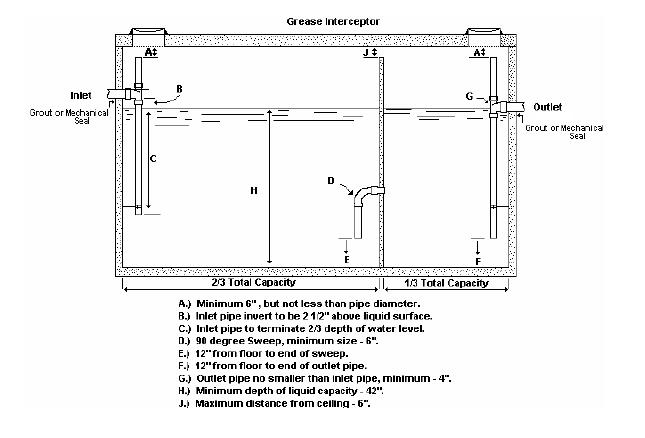 Grease Interceptor
A
J
A
Inlet
B
G
Outlet
Grout or Mechanical
Seal
Grout or Mechanical
Seal
C
H
D
E
F
2/3 Total Capacity
1/3 Total Capacity
A.) Minimum 6", but not less than pipe diameter.
B.) Inlet pipe invert to be 2 1/2" above liquid surface.
C.) Inlet pipe to terminate 2/3 depth of water level.
D.) 90 degree Sweep, minimum size - 6".
E.) 12" from floor to end of sweep.
F.) 12" from floor to end of outlet pipe.
G.) Outlet pipe no smaller than inlet pipe, minimum - 4".
H.) Minimum depth of liquid capacity - 42".
J.) Maximum distance from ceiling - 6".